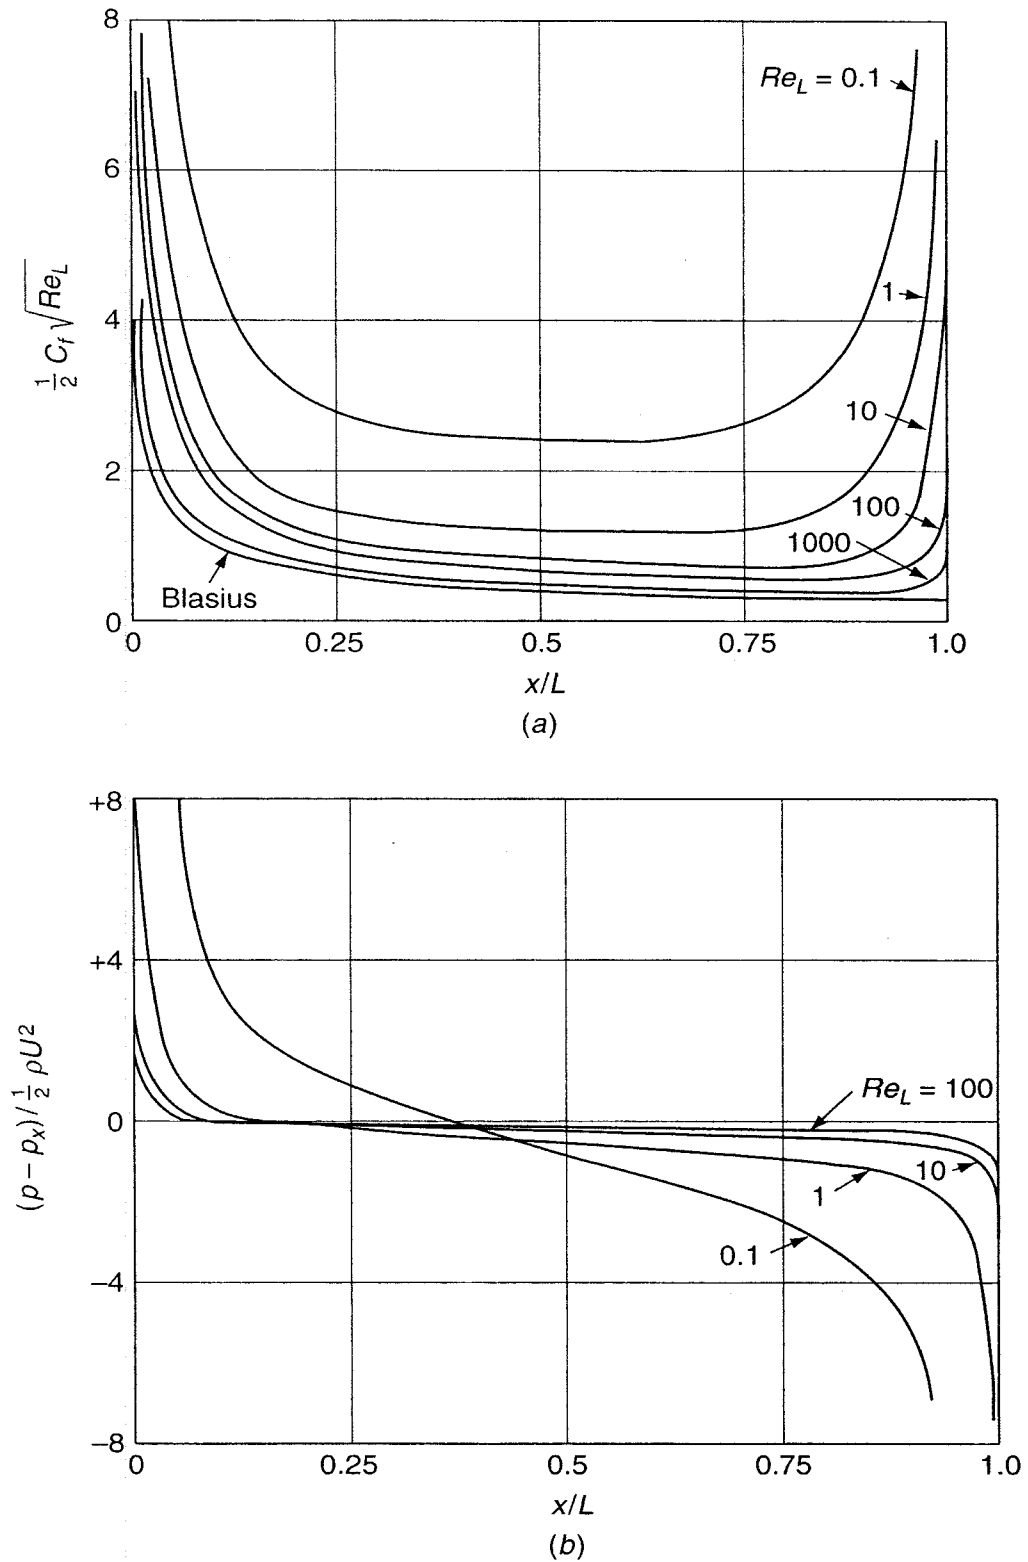 8
6
4
2
0
½ C_f √Re_L
Re_L = 0.1
1
10
100
1000
Blasius
0 0.25 0.5 0.75 1.0
x/L
(a)
+8
+4
0
−4
−8
(p − p_x)/½ ρU²
Re_L = 100
10
1
0.1
0 0.25 0.5 0.75 1.0
x/L
(b)